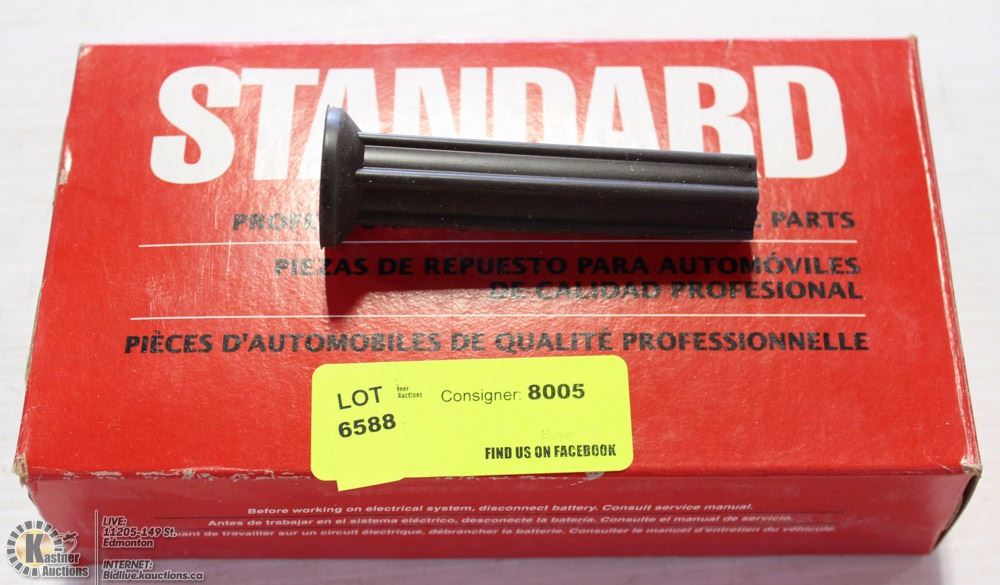 STANDARD
PARTS
PIEZAS DE REPUESTO PARA AUTOMÓVILES
DE CALIDAD PROFESIONAL
PIÈCES D'AUTOMOBILES DE QUALITÉ PROFESSIONNELLE
LOT
Auctions
Consigner: 8005
6588
Buyer
FIND US ON FACEBOOK
Before working on electrical system, disconnect battery. Consult service manual.
Antes de trabajar en el sistema eléctrico, desconecte la batería. Consulte el manual de servicio.
de travailler sur un circuit électrique, débrancher la batterie. Consulter le manuel d'entretien du véhicule.
K
Kastner
Auctions
LIVE:
11205-149 St.
Edmonton
INTERNET:
Bidlive.kauctions.ca